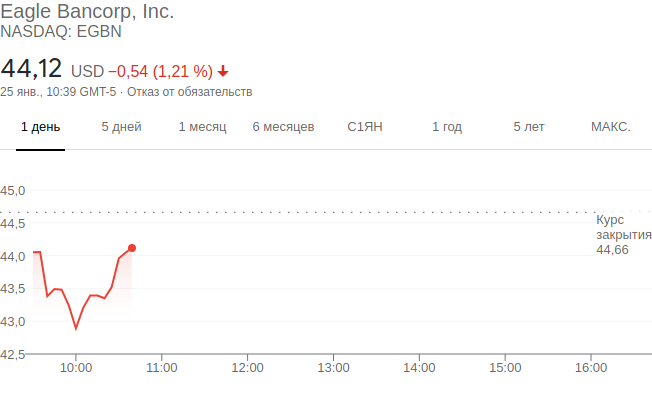 Eagle Bancorp, Inc.
NASDAQ: EGBN
44,12 USD −0,54 (1,21 %)
25 янв., 10:39 GMT-5 · Отказ от обязательств
1 день 5 дней 1 месяц 6 месяцев С1ЯН 1 год 5 лет МАКС.
45,0
44,5
44,0
43,5
43,0
42,5
Курс
закрытия
44,66
10:00 11:00 12:00 13:00 14:00 15:00 16:00